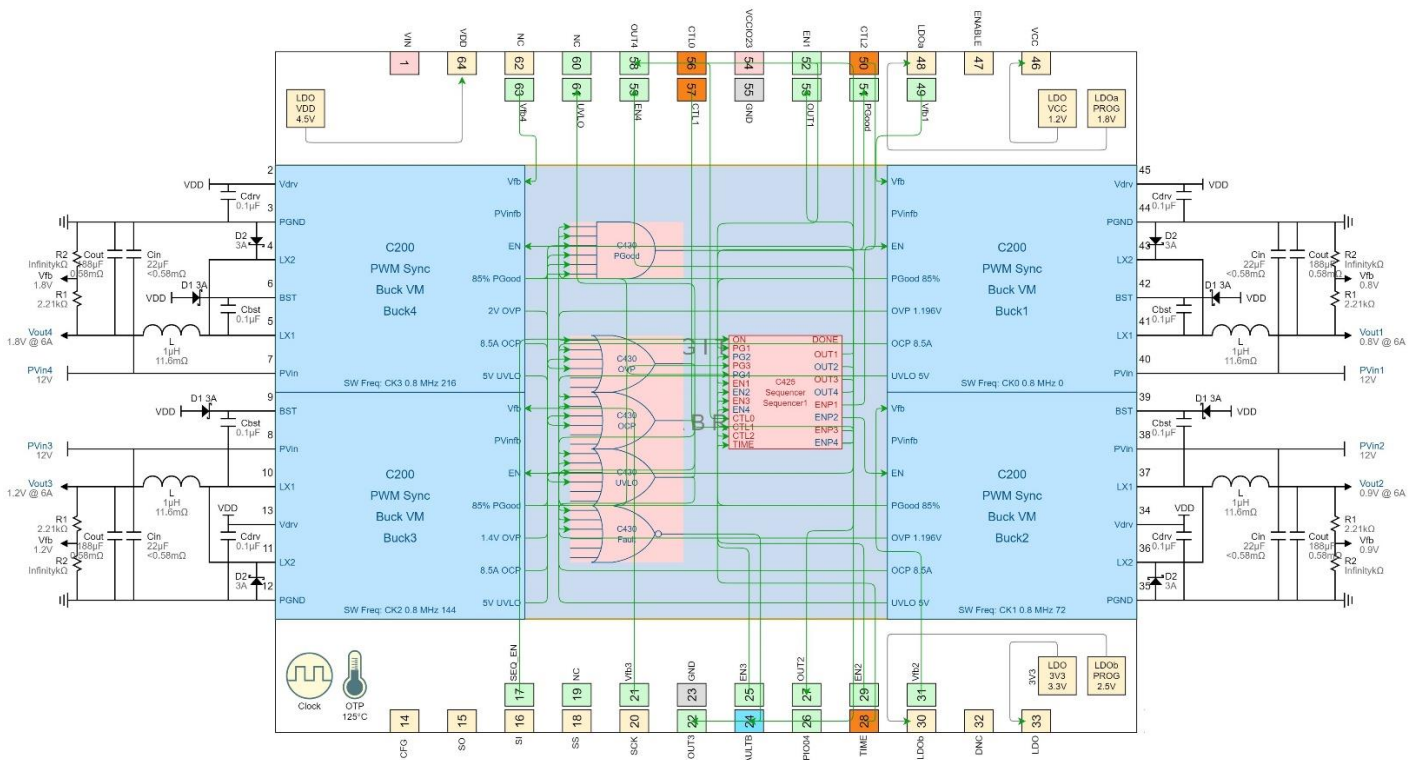 VIN
VDD
NC
NC
OUT4
CTL0
VCCIO23
EN1
CTL2
LDOa
ENABLE
VCC
1
64
62
60
58
56
54
52
50
48
47
46
63
61
59
57
55
53
51
49
Vfb4
UVLO
EN4
CTL1
GND
OUT1
PGood
Vfb1
LDO
VDD
4.5V
LDO
VCC
1.2V
LDOa
PROG
1.8V
2
Vdrv
3
PGND
4
LX2
6
BST
5
LX1
7
PVin
Vfb
PVinfb
EN
85% PGood
2V OVP
8.5A OCP
5V UVLO
C200
PWM Sync
Buck VM
Buck4
SW Freq: CK3 0.8 MHz 216
VDD
Cdrv
0.1µF
D2
3A
R2
InfinitykΩ
Cout
188µF
0.58mΩ
Cin
22µF
<0.58mΩ
Vfb
1.8V
R1
2.21kΩ
D1 3A
VDD
Cbst
0.1µF
Vout4
1.8V @ 6A
L
1µH
11.6mΩ
PVin4
12V
9
BST
8
PVin
10
LX1
13
Vdrv
11
LX2
12
PGND
Vfb
PVinfb
EN
85% PGood
1.4V OVP
8.5A OCP
5V UVLO
C200
PWM Sync
Buck VM
Buck3
SW Freq: CK2 0.8 MHz 144
D1 3A
VDD
Cbst
0.1µF
PVin3
12V
Vout3
1.2V @ 6A
L
1µH
11.6mΩ
VDD
R1
2.21kΩ
Cout
188µF
0.58mΩ
Cin
22µF
<0.58mΩ
Cdrv
0.1µF
Vfb
1.2V
R2
InfinitykΩ
D2
3A
C430
PGood
C430
OVP
C430
OCP
C430
UVLO
C430
Fault
ON
PG1
PG2
PG3
PG4
EN1
EN2
EN3
EN4
CTL0
CTL1
CTL2
TIME
C426
Sequencer
Sequencer1
DONE
OUT1
OUT2
OUT3
OUT4
ENP1
ENP2
ENP3
ENP4
Vfb
PVinfb
EN
PGood 85%
OVP 1.196V
OCP 8.5A
UVLO 5V
C200
PWM Sync
Buck VM
Buck1
SW Freq: CK0 0.8 MHz 0
45
Vdrv
44
PGND
43
LX2
42
BST
41
LX1
40
PVin
VDD
Cdrv
0.1µF
D2
3A
Cin
22µF
<0.58mΩ
Cout
188µF
0.58mΩ
R2
InfinitykΩ
Vfb
0.8V
R1
2.21kΩ
D1 3A
VDD
Cbst
0.1µF
L
1µH
11.6mΩ
Vout1
0.8V @ 6A
PVin1
12V
Vfb
PVinfb
EN
PGood 85%
OVP 1.196V
OCP 8.5A
UVLO 5V
C200
PWM Sync
Buck VM
Buck2
SW Freq: CK1 0.8 MHz 72
39
BST
38
PVin
37
LX1
34
Vdrv
36
LX2
35
PGND
D1 3A
VDD
Cbst
0.1µF
PVin2
12V
L
1µH
11.6mΩ
Vout2
0.9V @ 6A
VDD
Cdrv
0.1µF
Cin
22µF
<0.58mΩ
Cout
188µF
0.58mΩ
R1
2.21kΩ
Vfb
0.9V
R2
InfinitykΩ
D2
3A
Clock
OTP
125°C
SEQ_EN
NC
Vfb3
GND
EN3
OUT2
EN2
Vfb2
3V3
LDO
3V3
3.3V
LDOb
PROG
2.5V
17
19
21
23
25
27
29
31
14
15
16
18
20
22
24
26
28
30
32
33
CFG
SO
SI
SS
SCK
OUT3
AULTB
PIO04
TIME
LDOb
DNC
LDO